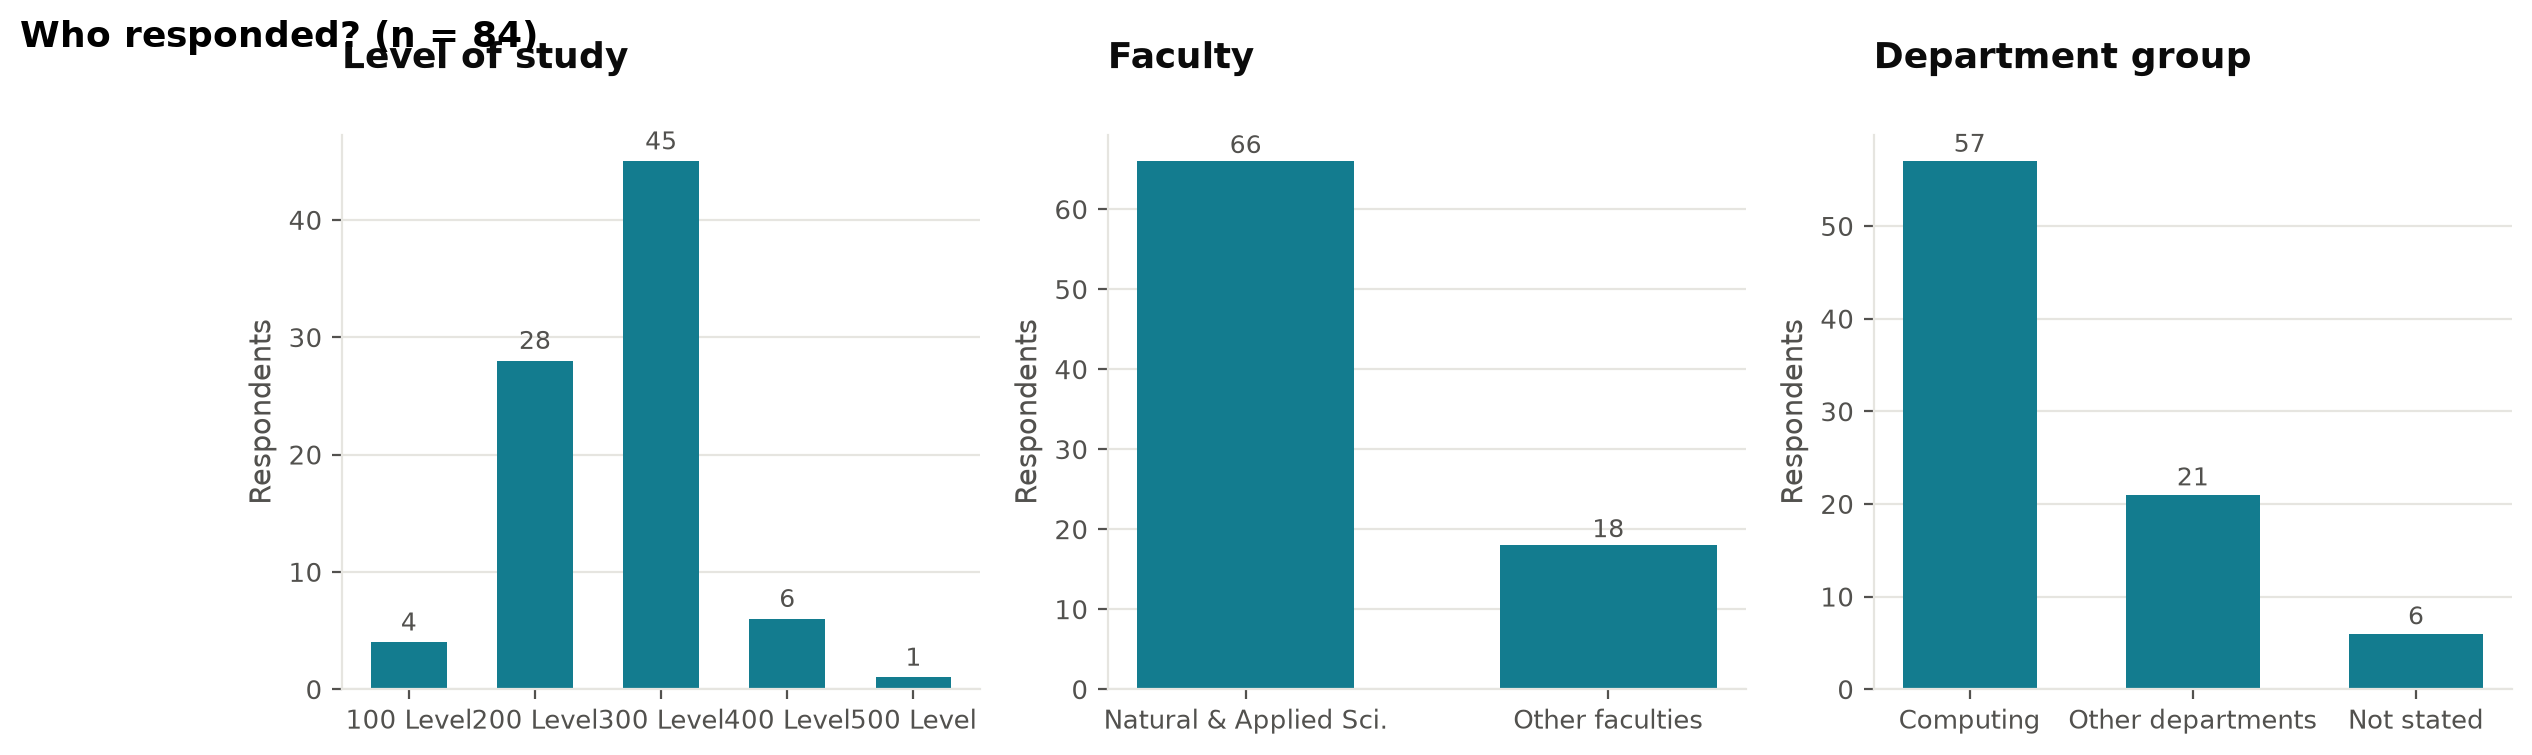 Who responded? (n = 84)
Level of study
45
40
30
28
20
10
6
4
1
0
Respondents
100 Level 200 Level 300 Level 400 Level 500 Level
Faculty
66
60
50
40
30
20
18
10
0
Respondents
Natural & Applied Sci. Other faculties
Department group
57
50
40
30
21
20
10
6
0
Respondents
Computing Other departments Not stated